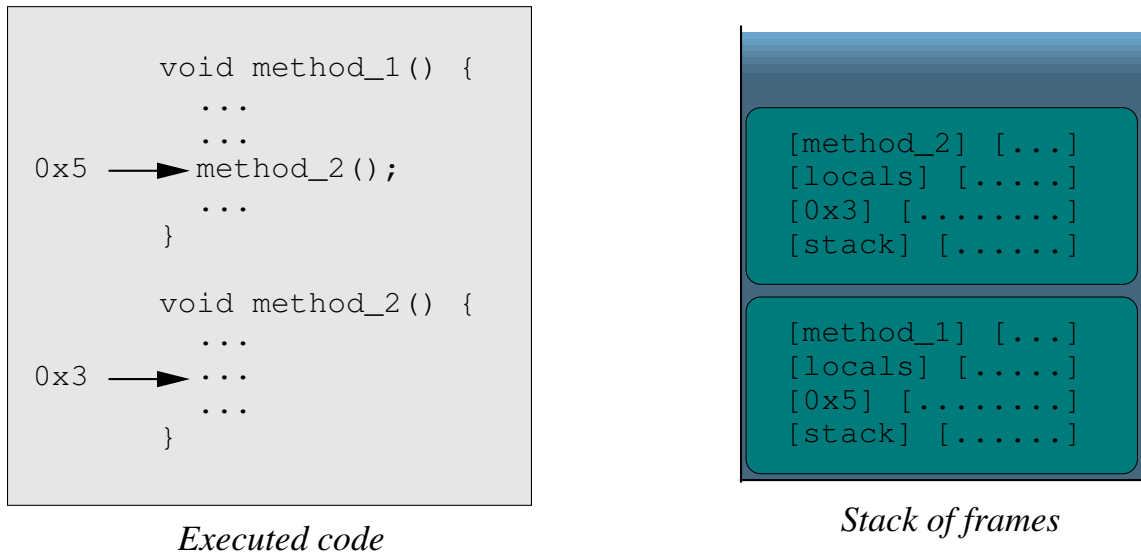 void method_1() {
...
...
0x5 method_2();
...
}
void method_2() {
...
0x3 ...
...
}
Executed code
[method_2] [...]
[locals] [.....]
[0x3] [........]
[stack] [......]
[method_1] [...]
[locals] [.....]
[0x5] [........]
[stack] [......]
Stack of frames